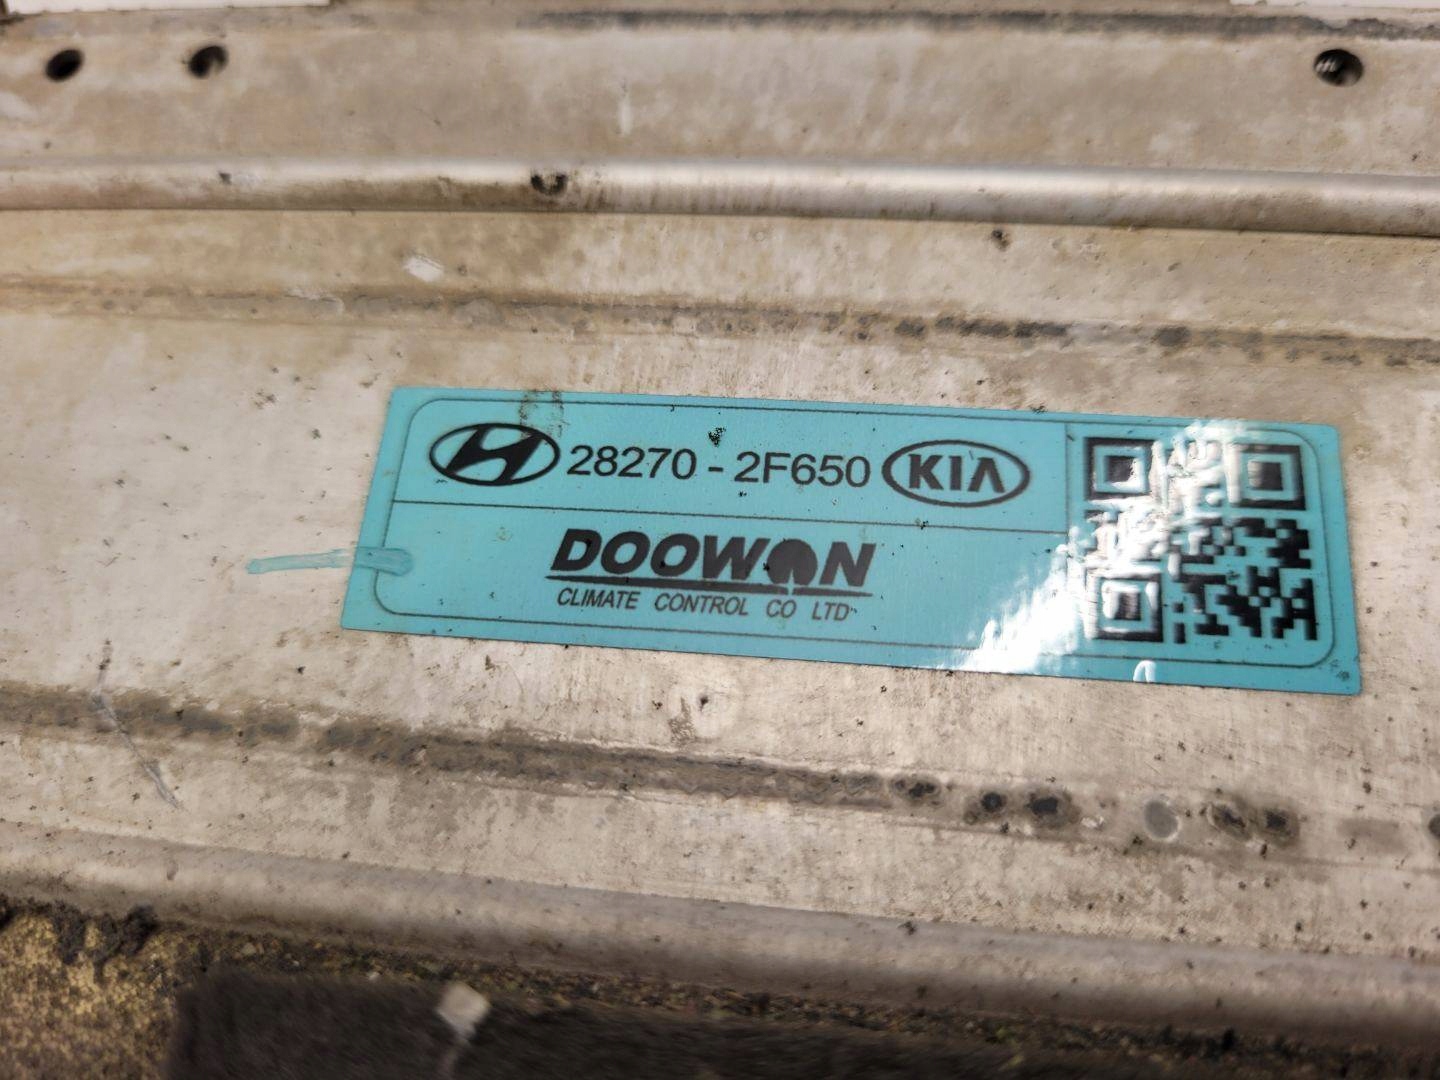 28270 - 2F650 KIA
DOOWON
CLIMATE CONTROL CO LTD